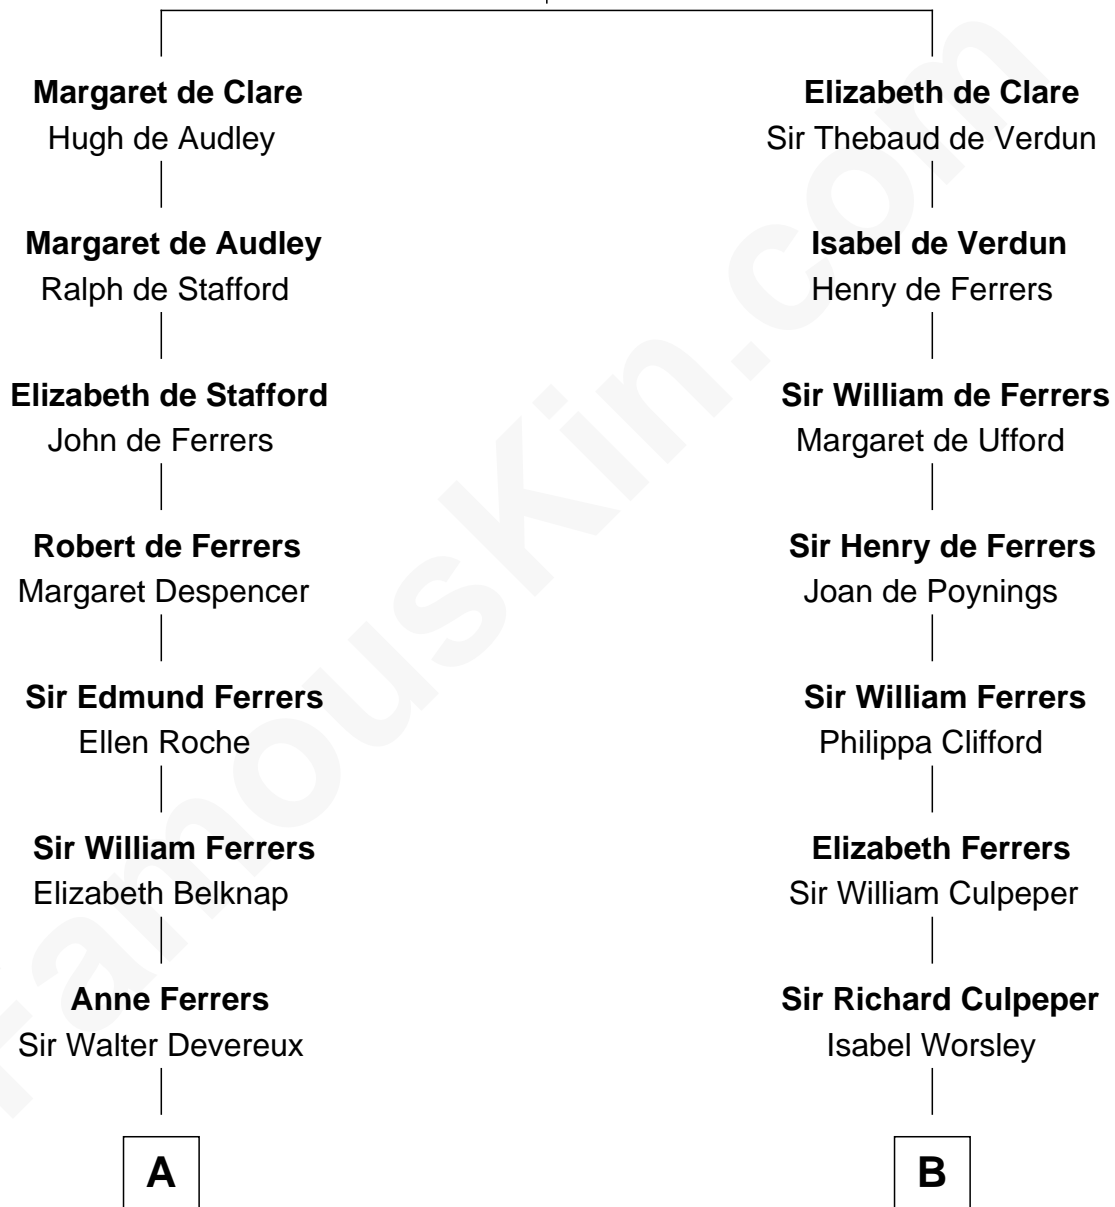 Margaret de Clare
Hugh de Audley
Margaret de Audley
Ralph de Stafford
Elizabeth de Stafford
John de Ferrers
Robert de Ferrers
Margaret Despencer
Sir Edmund Ferrers
Ellen Roche
Sir William Ferrers
Elizabeth Belknap
Anne Ferrers
Sir Walter Devereux
A
Elizabeth de Clare
Sir Thebaud de Verdun
Isabel de Verdun
Henry de Ferrers
Sir William de Ferrers
Margaret de Ufford
Sir Henry de Ferrers
Joan de Poynings
Sir William Ferrers
Philippa Clifford
Elizabeth Ferrers
Sir William Culpeper
Sir Richard Culpeper
Isabel Worsley
B
FamousKin.com